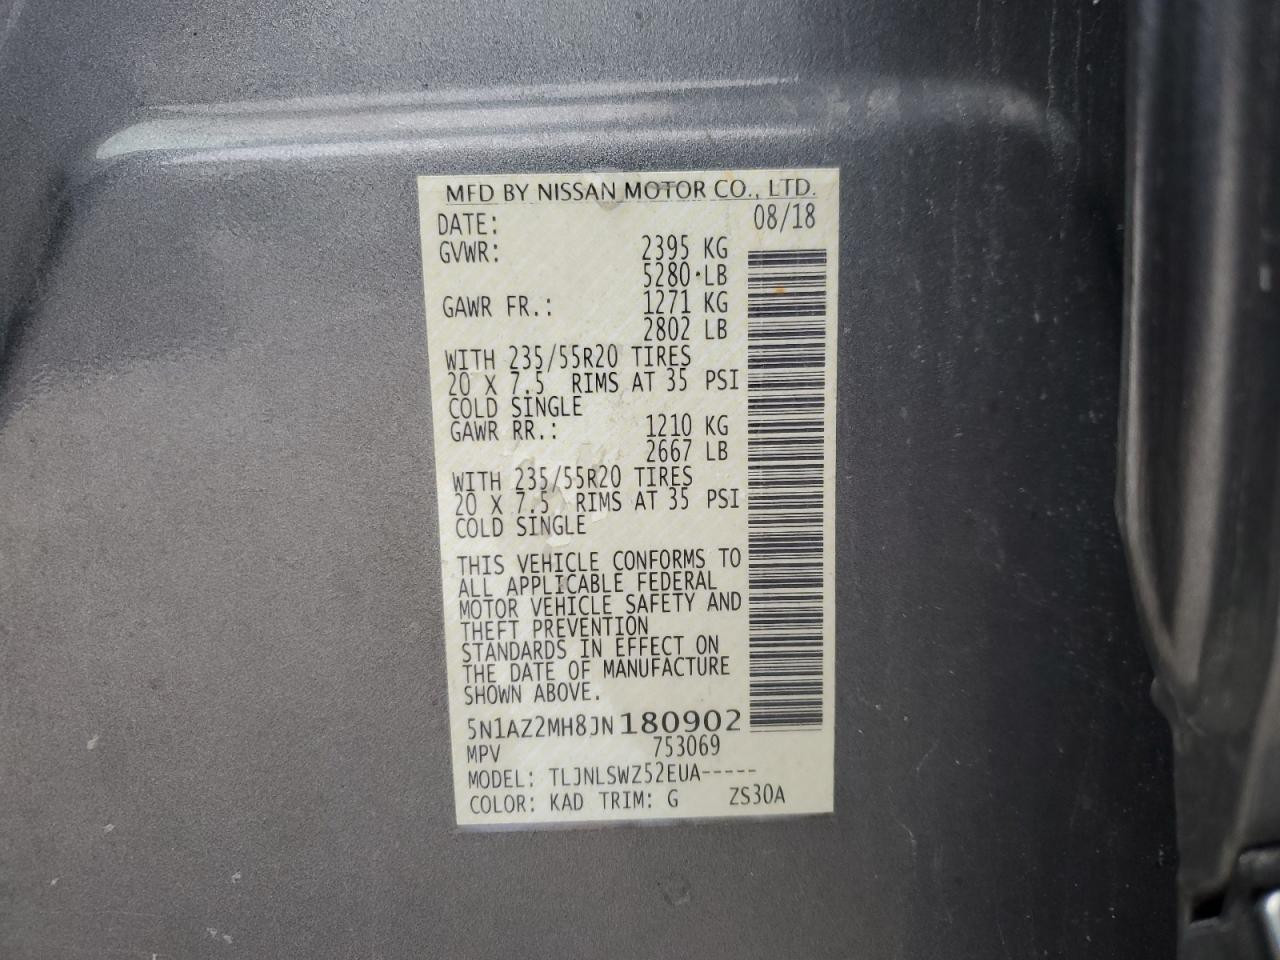 MFD BY NISSAN MOTOR CO., LTD.
DATE: 08/18
GVWR: 2395 KG
5280 LB
GAWR FR.: 1271 KG
2802 LB
WITH 235/55R20 TIRES
20 X 7.5 RIMS AT 35 PSI
COLD SINGLE
GAWR RR.: 1210 KG
2667 LB
WITH 235/55R20 TIRES
20 X 7.5 RIMS AT 35 PSI
COLD SINGLE
THIS VEHICLE CONFORMS TO
ALL APPLICABLE FEDERAL
MOTOR VEHICLE SAFETY AND
THEFT PREVENTION
STANDARDS IN EFFECT ON
THE DATE OF MANUFACTURE
SHOWN ABOVE.
5N1AZ2MH8JN180902
MPV 753069
MODEL: TLJNLSWZ52EUA-----
COLOR: KAD TRIM: G ZS30A